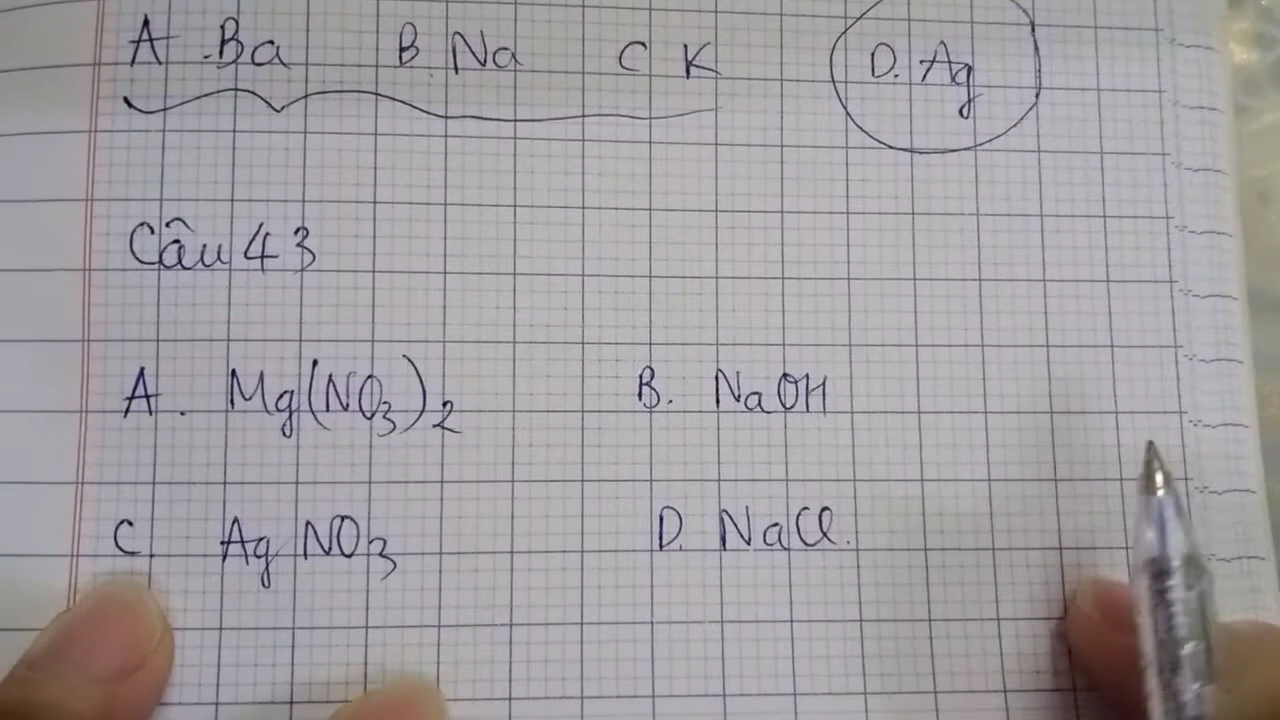 A. Ba B. Na C K D. Ag
Câu 43
A. Mg(NO₃)₂ B. NaOH
C AgNO₃ D. NaCl.